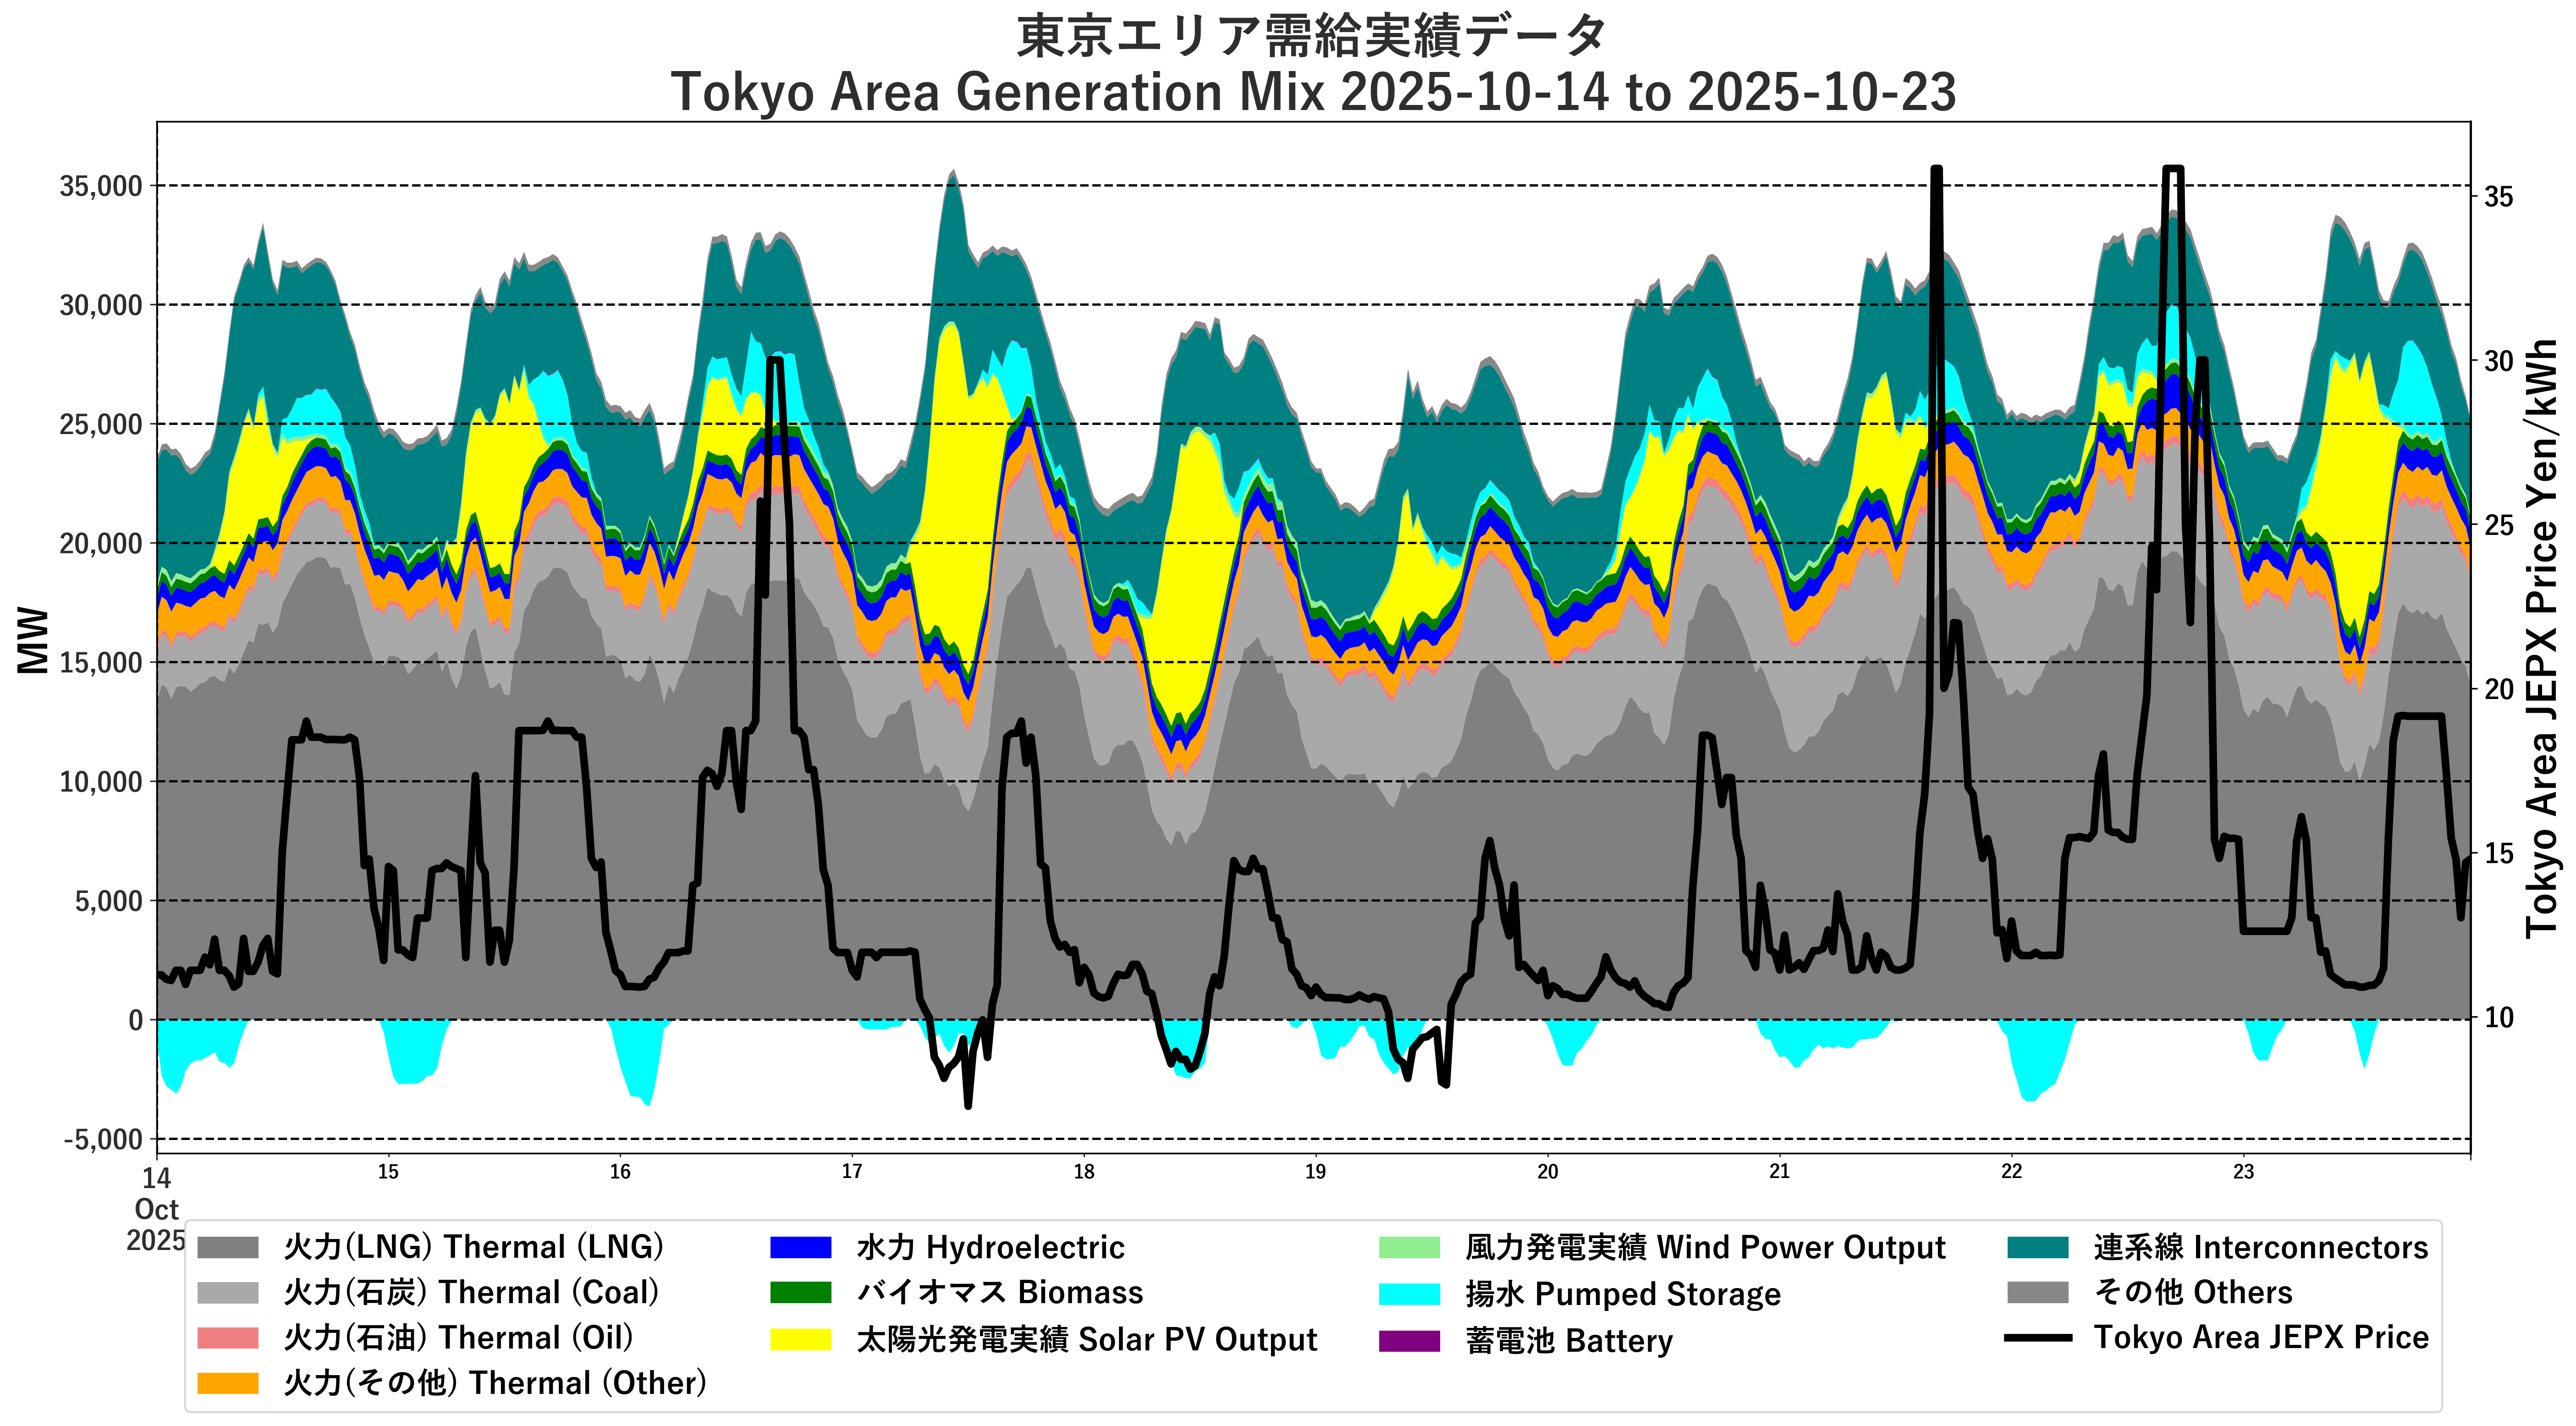 東京エリア需給実績データ
Tokyo Area Generation Mix 2025-10-14 to 2025-10-23
35,000
30,000
25,000
20,000
15,000
10,000
5,000
0
-5,000
MW
35
30
25
20
15
10
Tokyo Area JEPX Price Yen/kWh
14
Oct
2025
15
16
17
18
19
20
21
22
23
火力(LNG) Thermal (LNG)
火力(石炭) Thermal (Coal)
火力(石油) Thermal (Oil)
火力(その他) Thermal (Other)
水力 Hydroelectric
バイオマス Biomass
太陽光発電実績 Solar PV Output
風力発電実績 Wind Power Output
揚水 Pumped Storage
蓄電池 Battery
連系線 Interconnectors
その他 Others
Tokyo Area JEPX Price